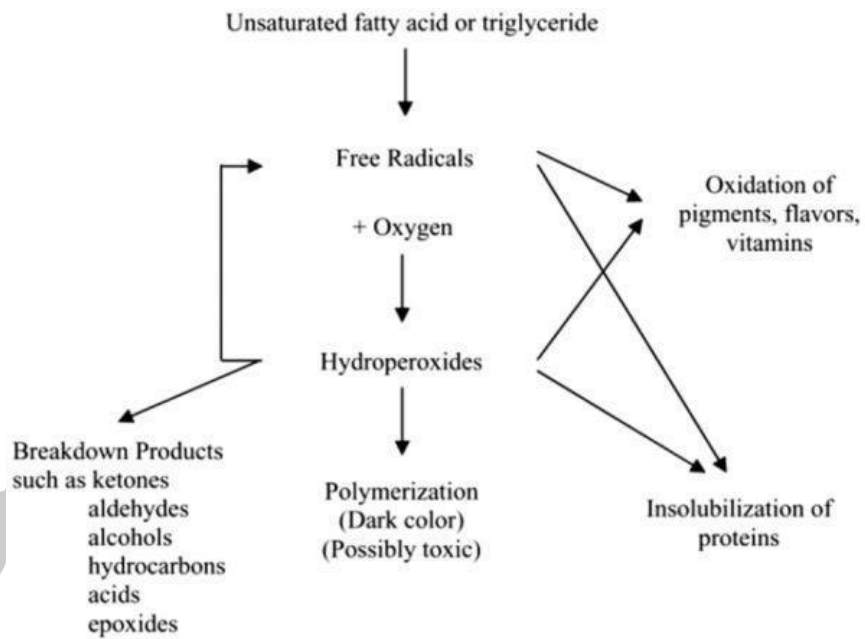 Unsaturated fatty acid or triglyceride
Free Radicals
+ Oxygen
Hydroperoxides
Oxidation of
pigments, flavors,
vitamins
Breakdown Products
such as ketones
aldehydes
alcohols
hydrocarbons
acids
epoxides
Polymerization
(Dark color)
(Possibly toxic)
Insolubilization of
proteins